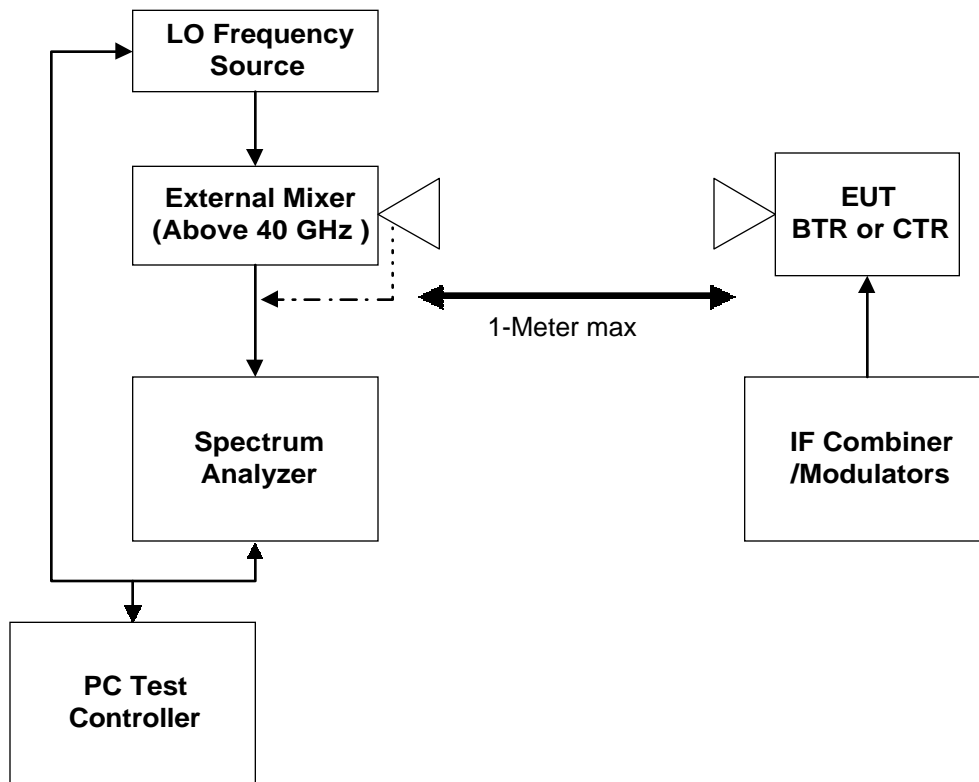 LO Frequency
Source
External Mixer
(Above 40 GHz )
EUT
BTR or CTR
1-Meter max
Spectrum
Analyzer
IF Combiner
/Modulators
PC Test
Controller